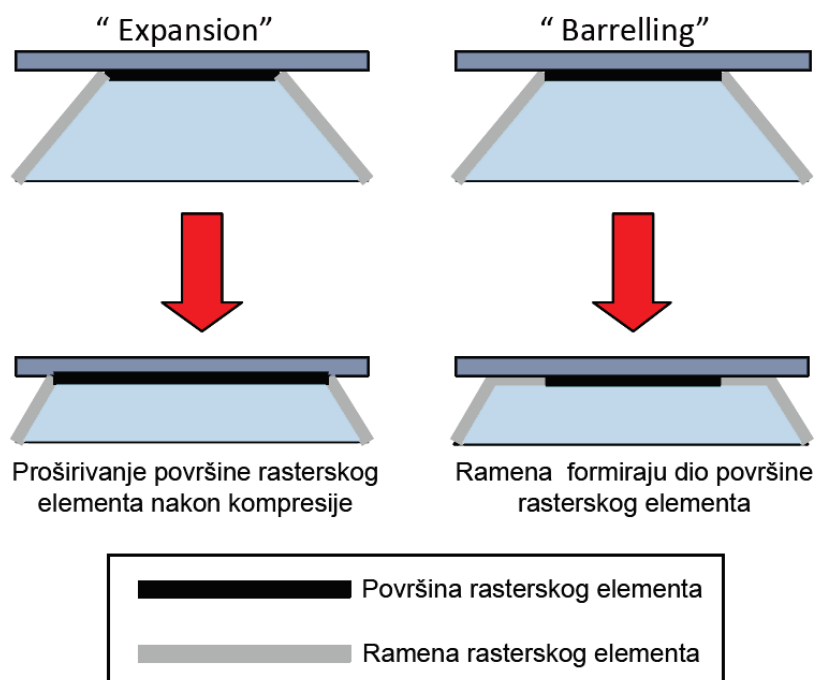 “ Expansion”
“ Barrelling”
Proširivanje površine rasterskog
elementa nakon kompresije
Ramena formiraju dio površine
rasterskog elementa
Površina rasterskog elementa
Ramena rasterskog elementa